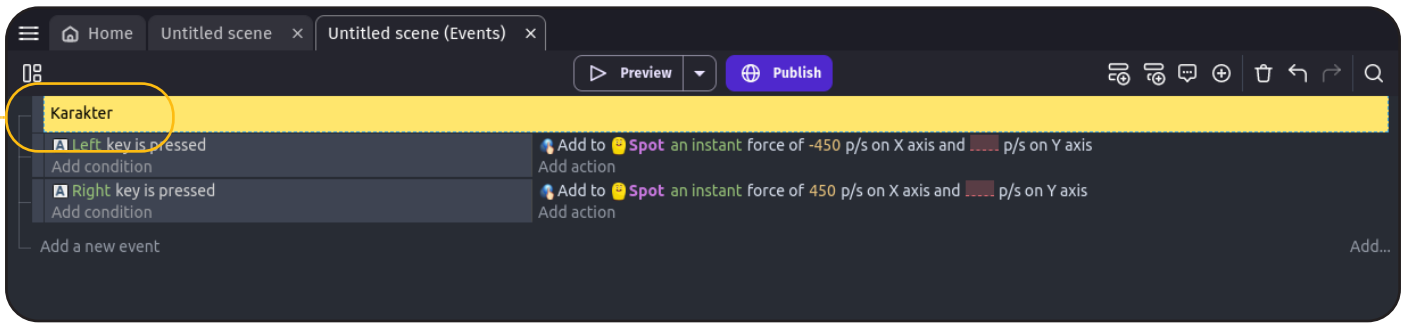 Home Untitled scene × Untitled scene (Events) ×
Preview Publish
Karakter
A Left key is pressed Add to Spot an instant force of -450 p/s on X axis and p/s on Y axis
Add condition Add action
A Right key is pressed Add to Spot an instant force of 450 p/s on X axis and p/s on Y axis
Add condition Add action
Add a new event Add...